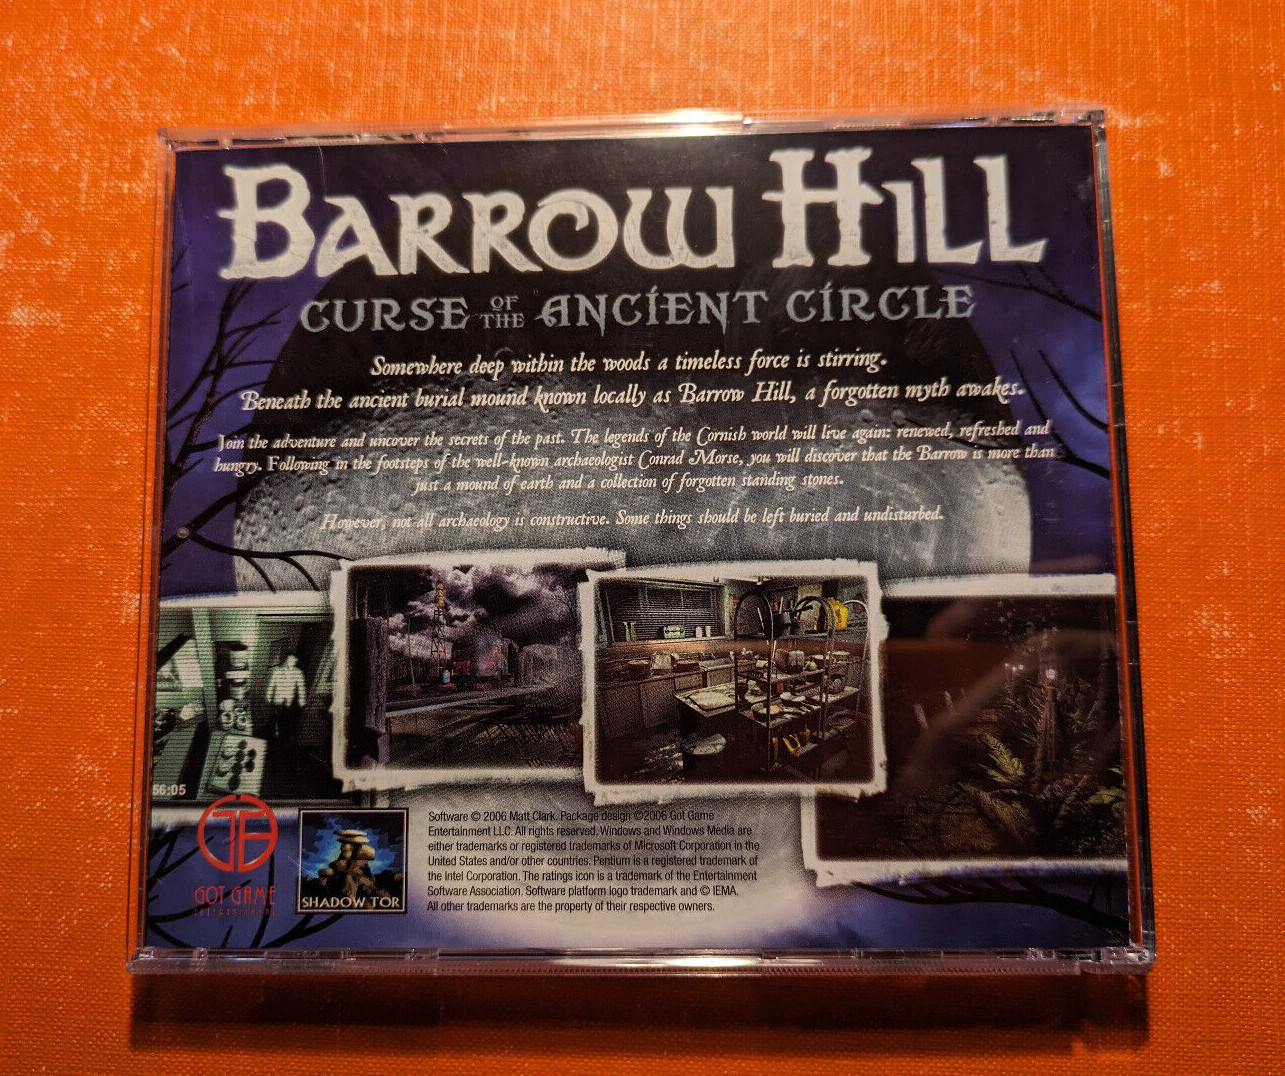 BARROW HILL
CURSE OF THE ANCIENT CIRCLE
Somewhere deep within the woods a timeless force is stirring.
Beneath the ancient burial mound known locally as Barrow Hill, a forgotten myth awakes.
Join the adventure and uncover the secrets of the past. The legends of the Cornish world will live again: renewed, refreshed and
hungry. Following in the footsteps of the well-known archaeologist Conrad Morse, you will discover that the Barrow is more than
just a mound of earth and a collection of forgotten standing stones.
However, not all archaeology is constructive. Some things should be left buried and undisturbed.
56:05
GOT GAME
ENTERTAINMENT
SHADOW TOR
Software © 2006 Matt Clark. Package design ©2006 Got Game
Entertainment LLC. All rights reserved. Windows and Windows Media are
either trademarks or registered trademarks of Microsoft Corporation in the
United States and/or other countries. Pentium is a registered trademark of
the Intel Corporation. The ratings icon is a trademark of the Entertainment
Software Association. Software platform logo trademark and © IEMA.
All other trademarks are the property of their respective owners.